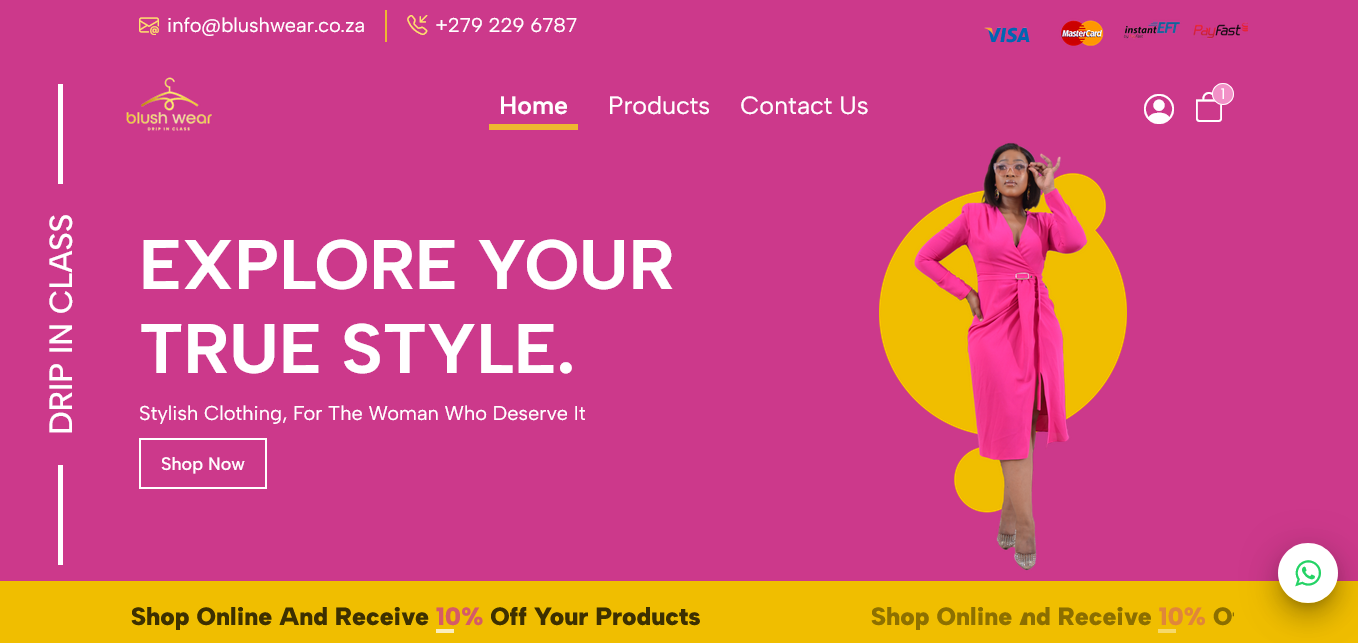 info@blushwear.co.za
+279 229 6787
VISA
MasterCard
instantEFT
PayFast
blush wear
DRIP IN CLASS
Home
Products
Contact Us
1
DRIP IN CLASS
EXPLORE YOUR
TRUE STYLE.
Stylish Clothing, For The Woman Who Deserve It
Shop Now
Shop Online And Receive 10% Off Your Products
Shop Online nd Receive 10% O